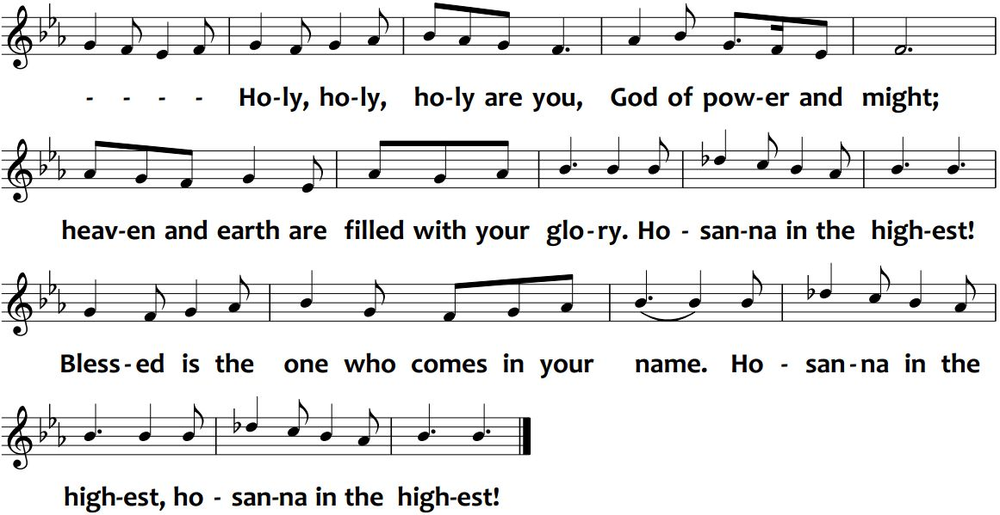 - - - - Ho-ly, ho-ly, ho-ly are you, God of pow-er and might;
heav-en and earth are filled with your glo-ry. Ho - san-na in the high-est!
Bless-ed is the one who comes in your name. Ho - san-na in the
high-est, ho - san-na in the high-est!